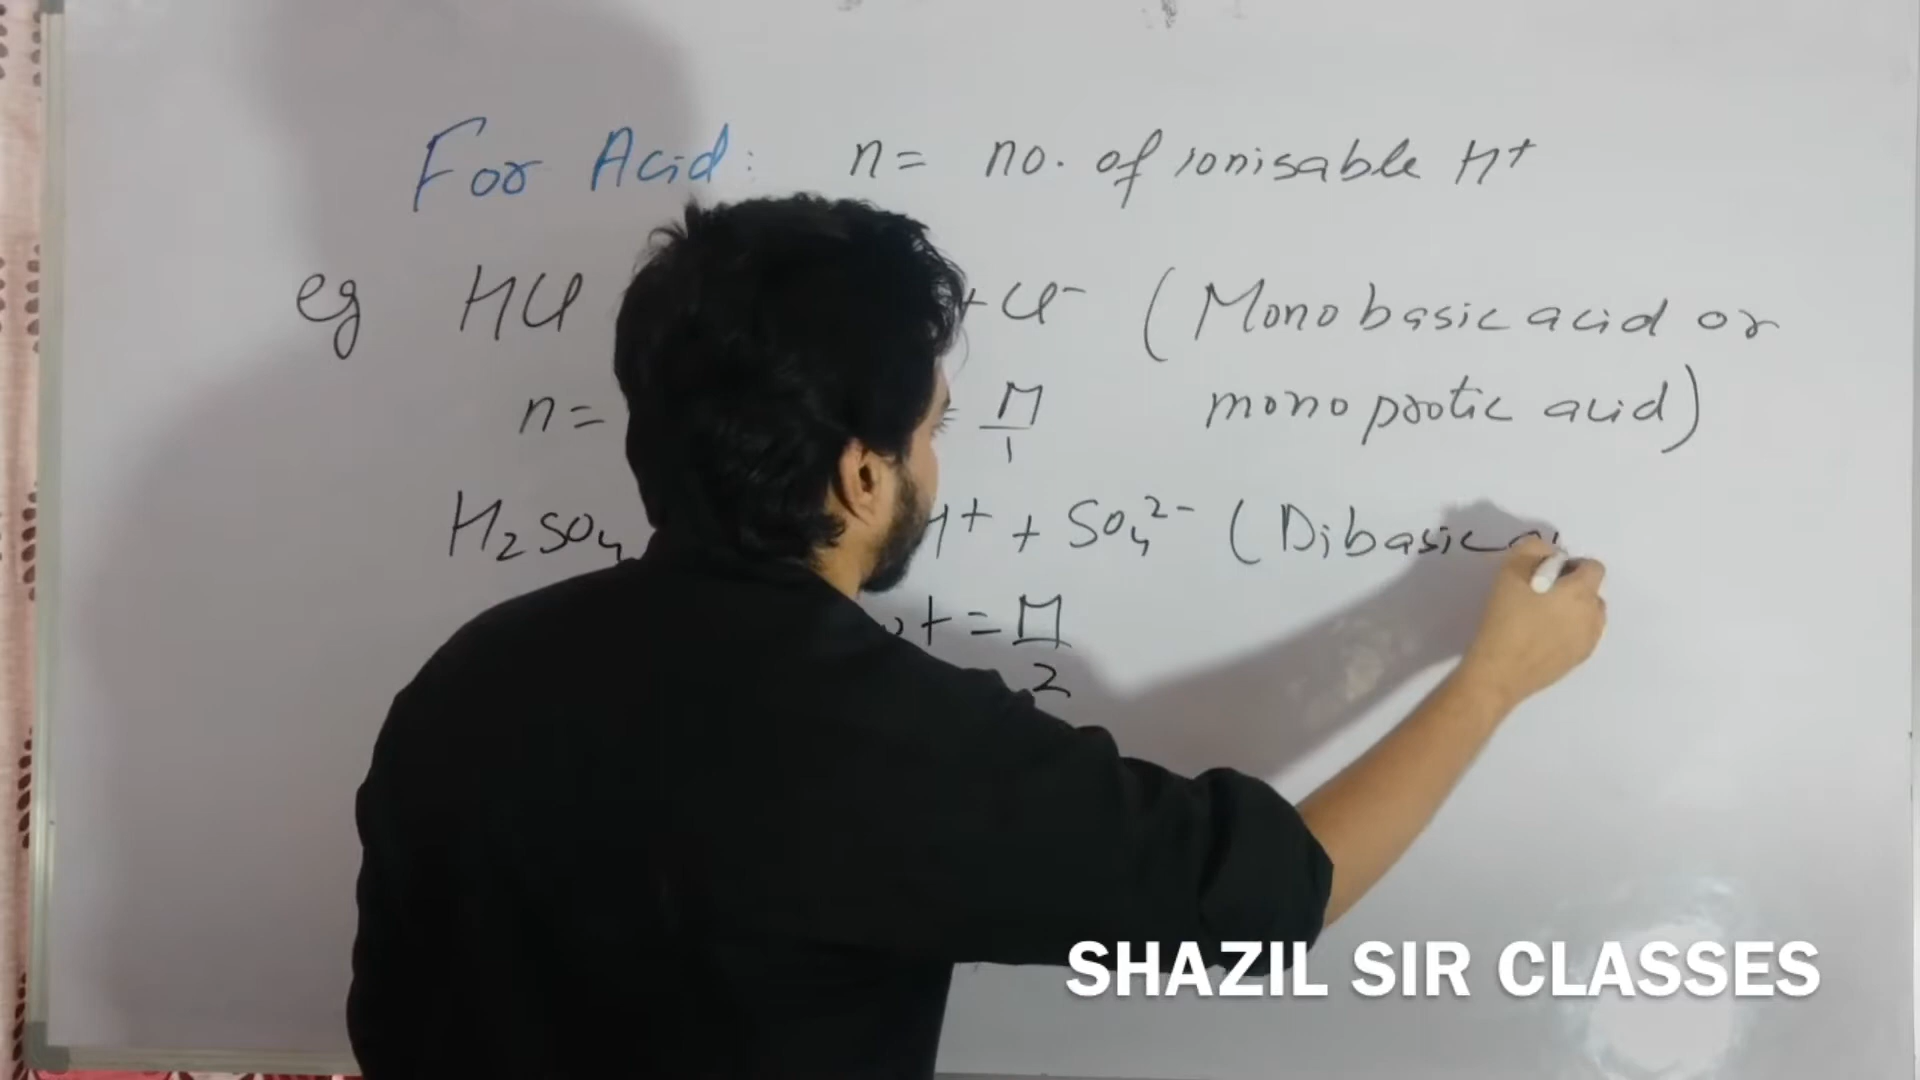 For Acid: n = no. of ionisable H+
eg HCl + Cl- (Monobasic acid or
n = = M/1 monoprotic acid)
H2SO4 H+ + SO4 2- (Dibasic
t = M/2
SHAZIL SIR CLASSES